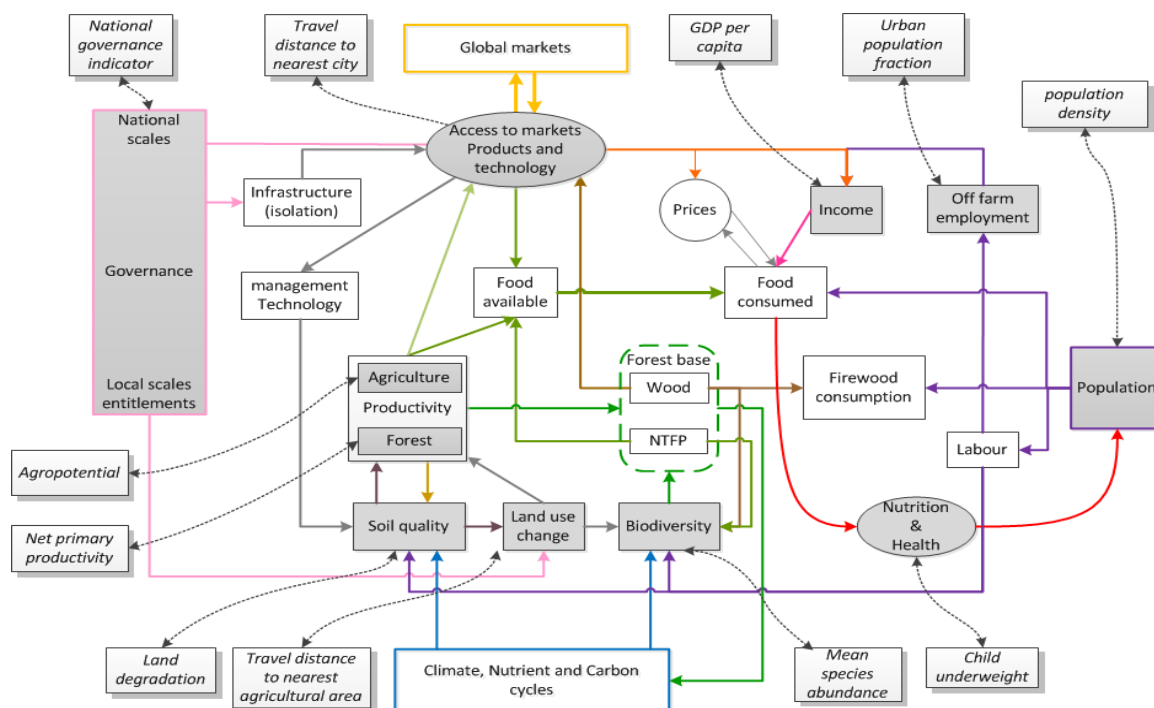 National
governance
indicator
Travel
distance to
nearest city
Global markets
GDP per
capita
Urban
population
fraction
population
density
National
scales
Governance
Local scales
entitlements
Access to markets
Products and
technology
Infrastructure
(isolation)
Prices
Income
Off farm
employment
management
Technology
Food
available
Food
consumed
Agriculture
Productivity
Forest
Forest base
Wood
NTFP
Firewood
consumption
Population
Labour
Agropotential
Net primary
productivity
Soil quality
Land use
change
Biodiversity
Nutrition
&
Health
Land
degradation
Travel distance
to nearest
agricultural area
Climate, Nutrient and Carbon
cycles
Mean
species
abundance
Child
underweight